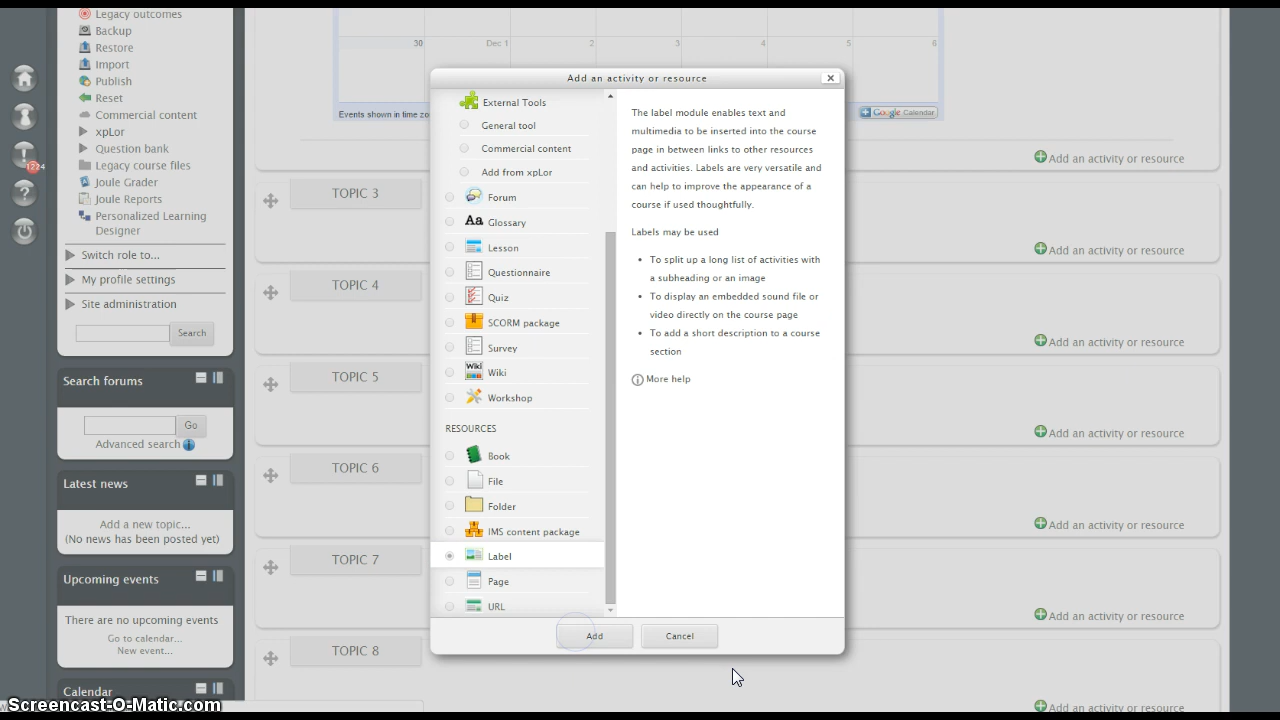 Legacy outcomes
Backup
Restore
Import
Publish
Reset
Commercial content
xpLor
Question bank
Legacy course files
Joule Grader
Joule Reports
Personalized Learning
Designer
Switch role to...
My profile settings
Site administration
Search
1224
?
Search forums
Go
Advanced search
Latest news
Add a new topic...
(No news has been posted yet)
Upcoming events
There are no upcoming events
Go to calendar...
New event...
Calendar
30 Dec 1 2 3 4 5 6
Events shown in time zo
Google Calendar
Add an activity or resource
TOPIC 3
Add an activity or resource
TOPIC 4
Add an activity or resource
TOPIC 5
Add an activity or resource
TOPIC 6
Add an activity or resource
TOPIC 7
Add an activity or resource
TOPIC 8
Add an activity or resource
Add an activity or resource
External Tools
General tool
Commercial content
Add from xpLor
Forum
Aa Glossary
Lesson
Questionnaire
Quiz
SCORM package
Survey
Wiki Wiki
Workshop
RESOURCES
Book
File
Folder
IMS content package
Label
Page
URL
The label module enables text and
multimedia to be inserted into the course
page in between links to other resources
and activities. Labels are very versatile and
can help to improve the appearance of a
course if used thoughtfully.
Labels may be used
• To split up a long list of activities with
a subheading or an image
• To display an embedded sound file or
video directly on the course page
• To add a short description to a course
section
More help
Add Cancel
Screencast-O-Matic.com